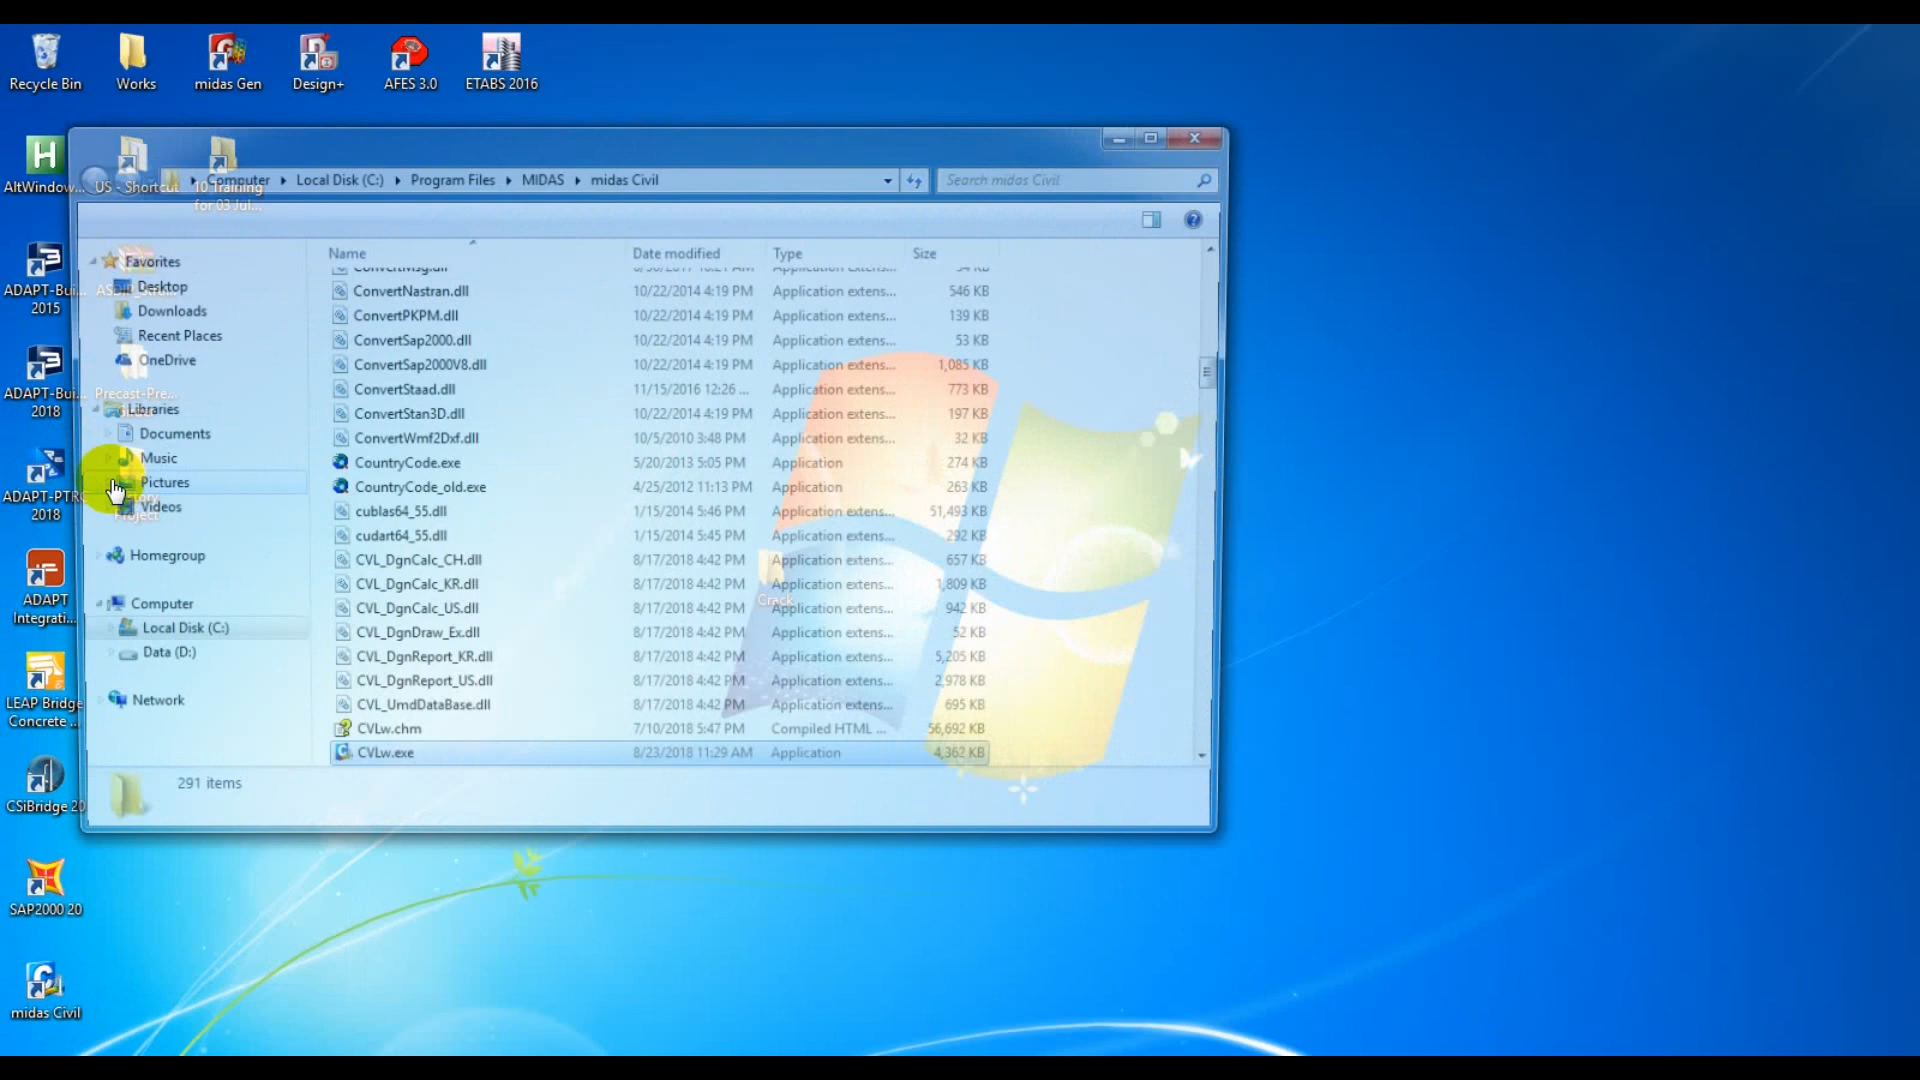 Recycle Bin
Works
midas Gen
Design+
AFES 3.0
ETABS 2016
AltWindow...
US - Shortcut
10 Training
for 03 Jul...
Computer
Local Disk (C:)
Program Files
MIDAS
midas Civil
Search midas Civil
Name
Date modified
Type
Size
ConvertMsg.dll
ConvertNastran.dll 10/22/2014 4:19 PM Application extens... 546 KB
ConvertPKPM.dll 10/22/2014 4:19 PM Application extens... 139 KB
ConvertSap2000.dll 10/22/2014 4:19 PM Application extens... 53 KB
ConvertSap2000V8.dll 10/22/2014 4:19 PM Application extens... 1,085 KB
ConvertStaad.dll 11/15/2016 12:26 ... Application extens... 773 KB
ConvertStan3D.dll 10/22/2014 4:19 PM Application extens... 197 KB
ConvertWmf2Dxf.dll 10/5/2010 3:48 PM Application extens... 32 KB
CountryCode.exe 5/20/2013 5:05 PM Application 274 KB
CountryCode_old.exe 4/25/2012 11:13 PM Application 263 KB
cublas64_55.dll 1/15/2014 5:46 PM Application extens... 51,493 KB
cudart64_55.dll 1/15/2014 5:45 PM Application extens... 292 KB
CVL_DgnCalc_CH.dll 8/17/2018 4:42 PM Application extens... 657 KB
CVL_DgnCalc_KR.dll 8/17/2018 4:42 PM Application extens... 1,809 KB
CVL_DgnCalc_US.dll 8/17/2018 4:42 PM Application extens... 942 KB
CVL_DgnDraw_Ex.dll 8/17/2018 4:42 PM Application extens... 52 KB
CVL_DgnReport_KR.dll 8/17/2018 4:42 PM Application extens... 5,205 KB
CVL_DgnReport_US.dll 8/17/2018 4:42 PM Application extens... 2,978 KB
CVL_UmdDataBase.dll 8/17/2018 4:42 PM Application extens... 695 KB
CVLw.chm 7/10/2018 5:47 PM Compiled HTML ... 56,692 KB
CVLw.exe 8/23/2018 11:29 AM Application 4,362 KB
Favorites
Desktop
Downloads
Recent Places
OneDrive
Precast-Pre...
Libraries
Documents
Music
Pictures
Videos
Project
Homegroup
Computer
Local Disk (C:)
Data (D:)
Network
Crack
291 items
ADAPT-Bui...
2015
ADAPT-Bui...
2018
ADAPT-PTRC
2018
ADAPT
Integrati...
LEAP Bridge
Concrete ...
CSiBridge 20
SAP2000 20
midas Civil